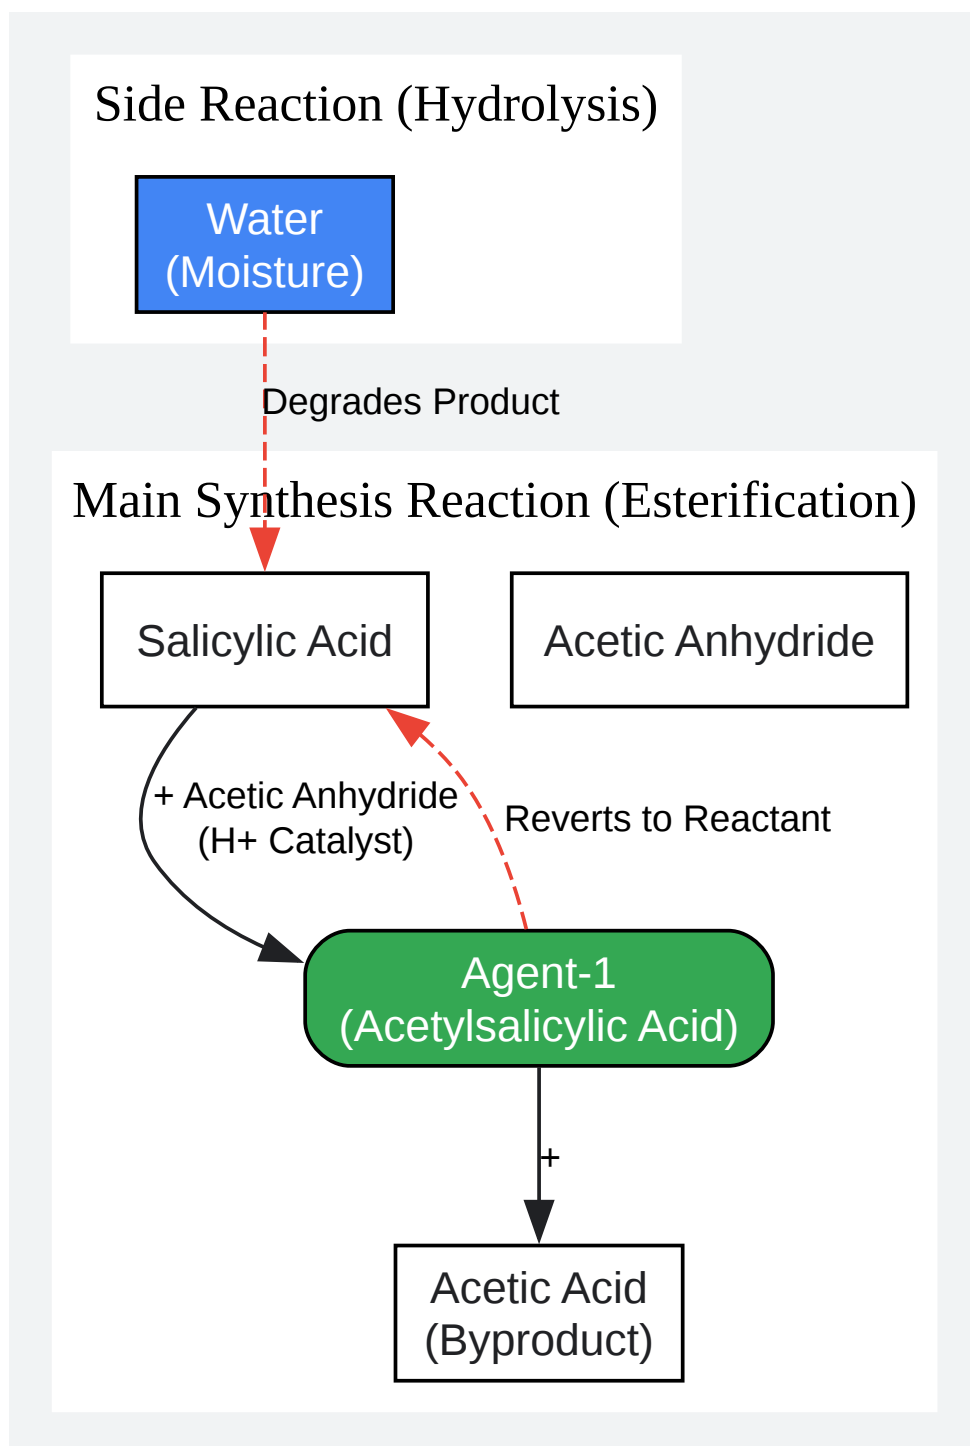 Side Reaction (Hydrolysis)
Water
(Moisture)
Degrades Product
Main Synthesis Reaction (Esterification)
Salicylic Acid
Acetic Anhydride
+ Acetic Anhydride
(H+ Catalyst)
Reverts to Reactant
Agent-1
(Acetylsalicylic Acid)
+
Acetic Acid
(Byproduct)